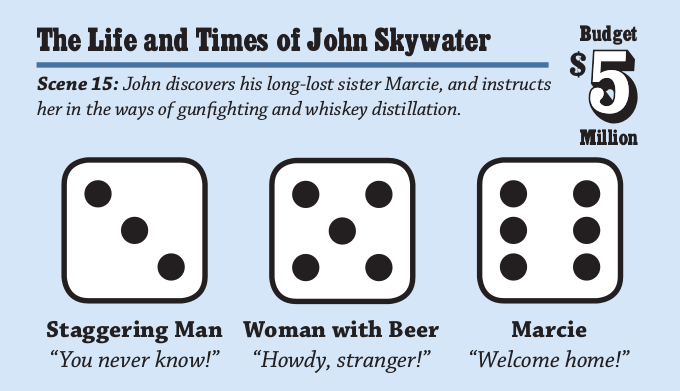 The Life and Times of John Skywater
Budget
$5
Million
Scene 15: John discovers his long-lost sister Marcie, and instructs
her in the ways of gunfighting and whiskey distillation.
Staggering Man
“You never know!”
Woman with Beer
“Howdy, stranger!”
Marcie
“Welcome home!”